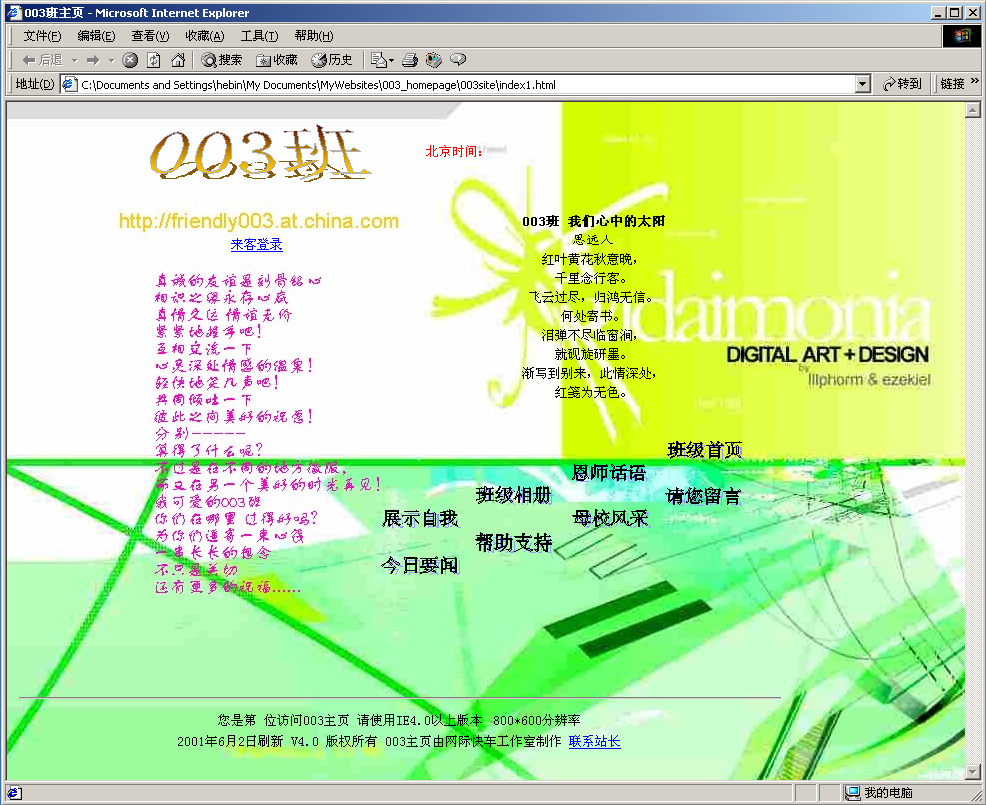 003班主页 - Microsoft Internet Explorer
文件(F) 编辑(E) 查看(V) 收藏(A) 工具(T) 帮助(H)
后退 搜索 收藏 历史
地址(D) C:\Documents and Settings\hebin\My Documents\MyWebsites\003_homepage\003site\index1.html 转到 链接 »
003班
北京时间:
http://friendly003.at.china.com
来客登录
真诚的友谊是刻骨铭心
相识之缘永存心底
真情久远 情谊无价
紧紧地握手吧!
互相交流一下
心灵深处情感的温柔!
轻快地笑几声吧!
共同倾吐一下
彼此之间美好的祝愿!
分别-----
算得了什么呢?
不过是在不同的地方微服,
而又在另一个美好的时光再见!
我可爱的003班
你们在哪里 过得好吗?
为你们遥寄一束心笺
一串长长的想念
不只是关切
还有更多的祝福......
003班 我们心中的太阳
思远人
红叶黄花秋意晚,
千里念行客。
飞云过尽,归鸿无信。
何处寄书。
泪弹不尽临窗涧,
就砚旋研墨。
渐写到别来,此情深处,
红笺为无色。
daimonia
DIGITAL ART + DESIGN
by
lllphorm & ezekiel
班级首页
恩师话语
班级相册
请您留言
展示自我
母校风采
帮助支持
今日要闻
您是第 位访问003主页 请使用IE4.0以上版本 800*600分辨率
2001年6月2日刷新 V4.0 版权所有 003主页由网际快车工作室制作 联系站长
我的电脑